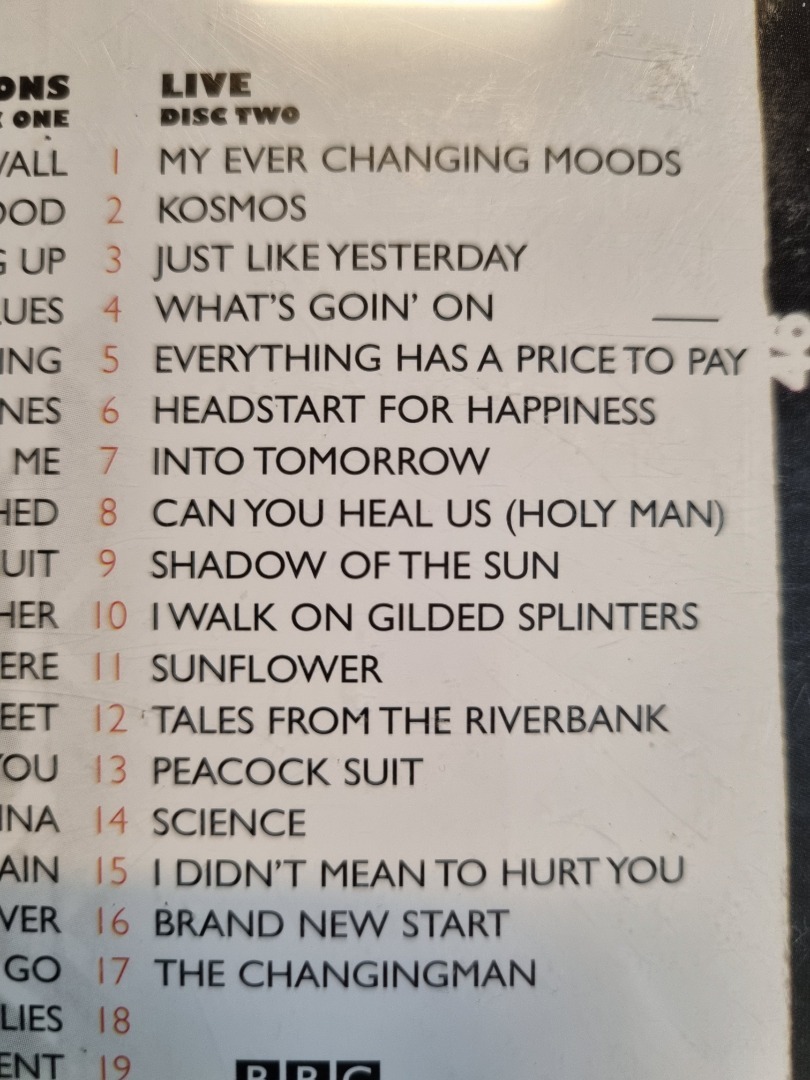 ONS LIVE
ONE DISC TWO
ALL 1 MY EVER CHANGING MOODS
OOD 2 KOSMOS
G UP 3 JUST LIKE YESTERDAY
LUES 4 WHAT'S GOIN' ON
ING 5 EVERYTHING HAS A PRICE TO PAY
NES 6 HEADSTART FOR HAPPINESS
ME 7 INTO TOMORROW
HED 8 CAN YOU HEAL US (HOLY MAN)
UIT 9 SHADOW OF THE SUN
HER 10 I WALK ON GILDED SPLINTERS
ERE 11 SUNFLOWER
EET 12 TALES FROM THE RIVERBANK
YOU 13 PEACOCK SUIT
NNA 14 SCIENCE
AIN 15 I DIDN'T MEAN TO HURT YOU
VER 16 BRAND NEW START
GO 17 THE CHANGINGMAN
LIES 18
ENT 19
BBC